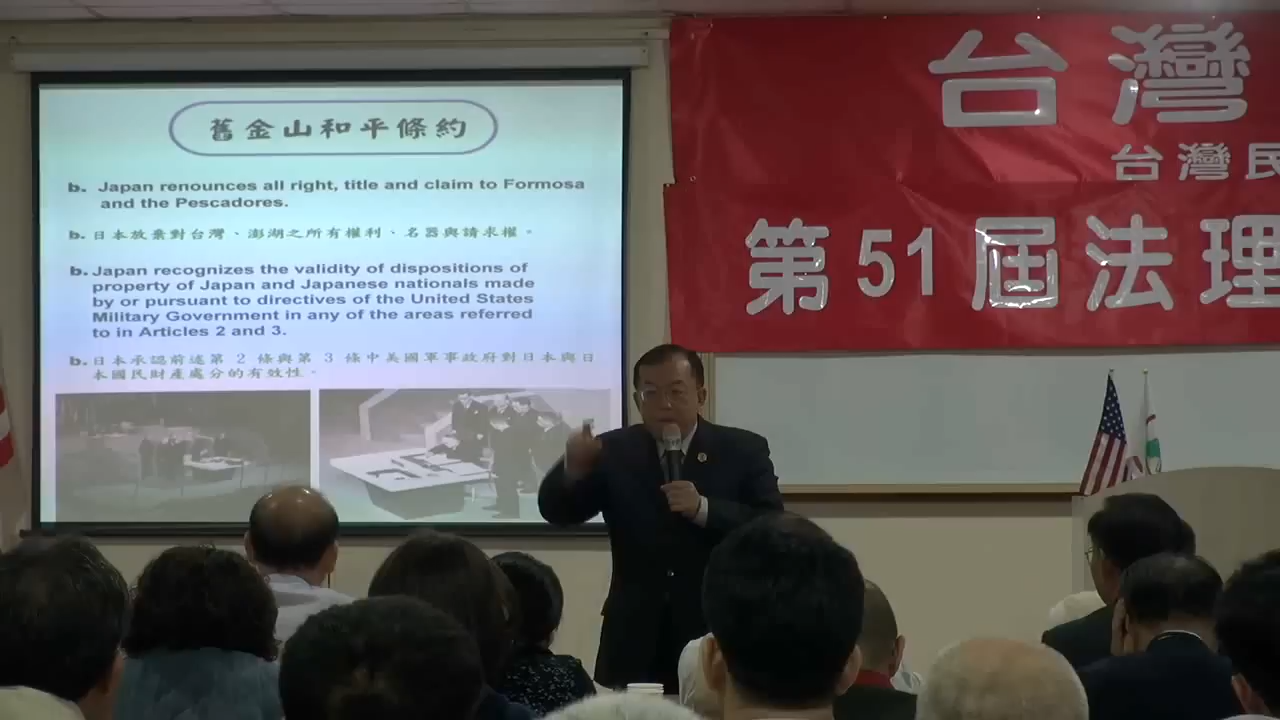 舊金山和平條約
b. Japan renounces all right, title and claim to Formosa
and the Pescadores.
b. 日本放棄對台灣、澎湖之所有權利、名器與請求權。
b. Japan recognizes the validity of dispositions of
property of Japan and Japanese nationals made
by or pursuant to directives of the United States
Military Government in any of the areas referred
to in Articles 2 and 3.
b. 日本承認前述第 2 條與第 3 條中美國軍事政府對日本與日
本國民財產處分的有效性。
台灣
台灣民
第51屆法理